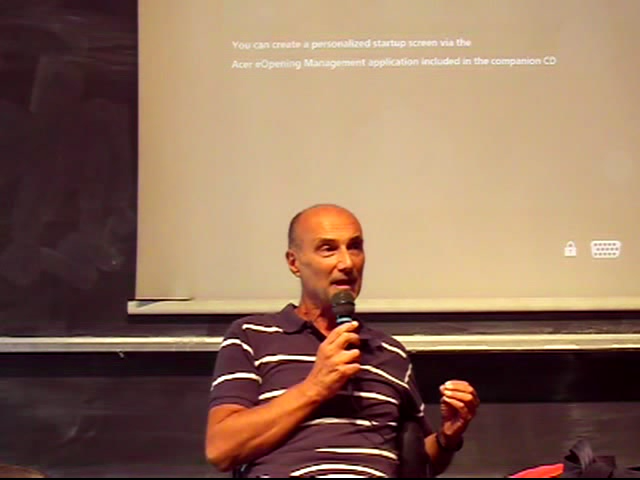 You can create a personalized startup screen via the
Acer eOpening Management application included in the companion CD